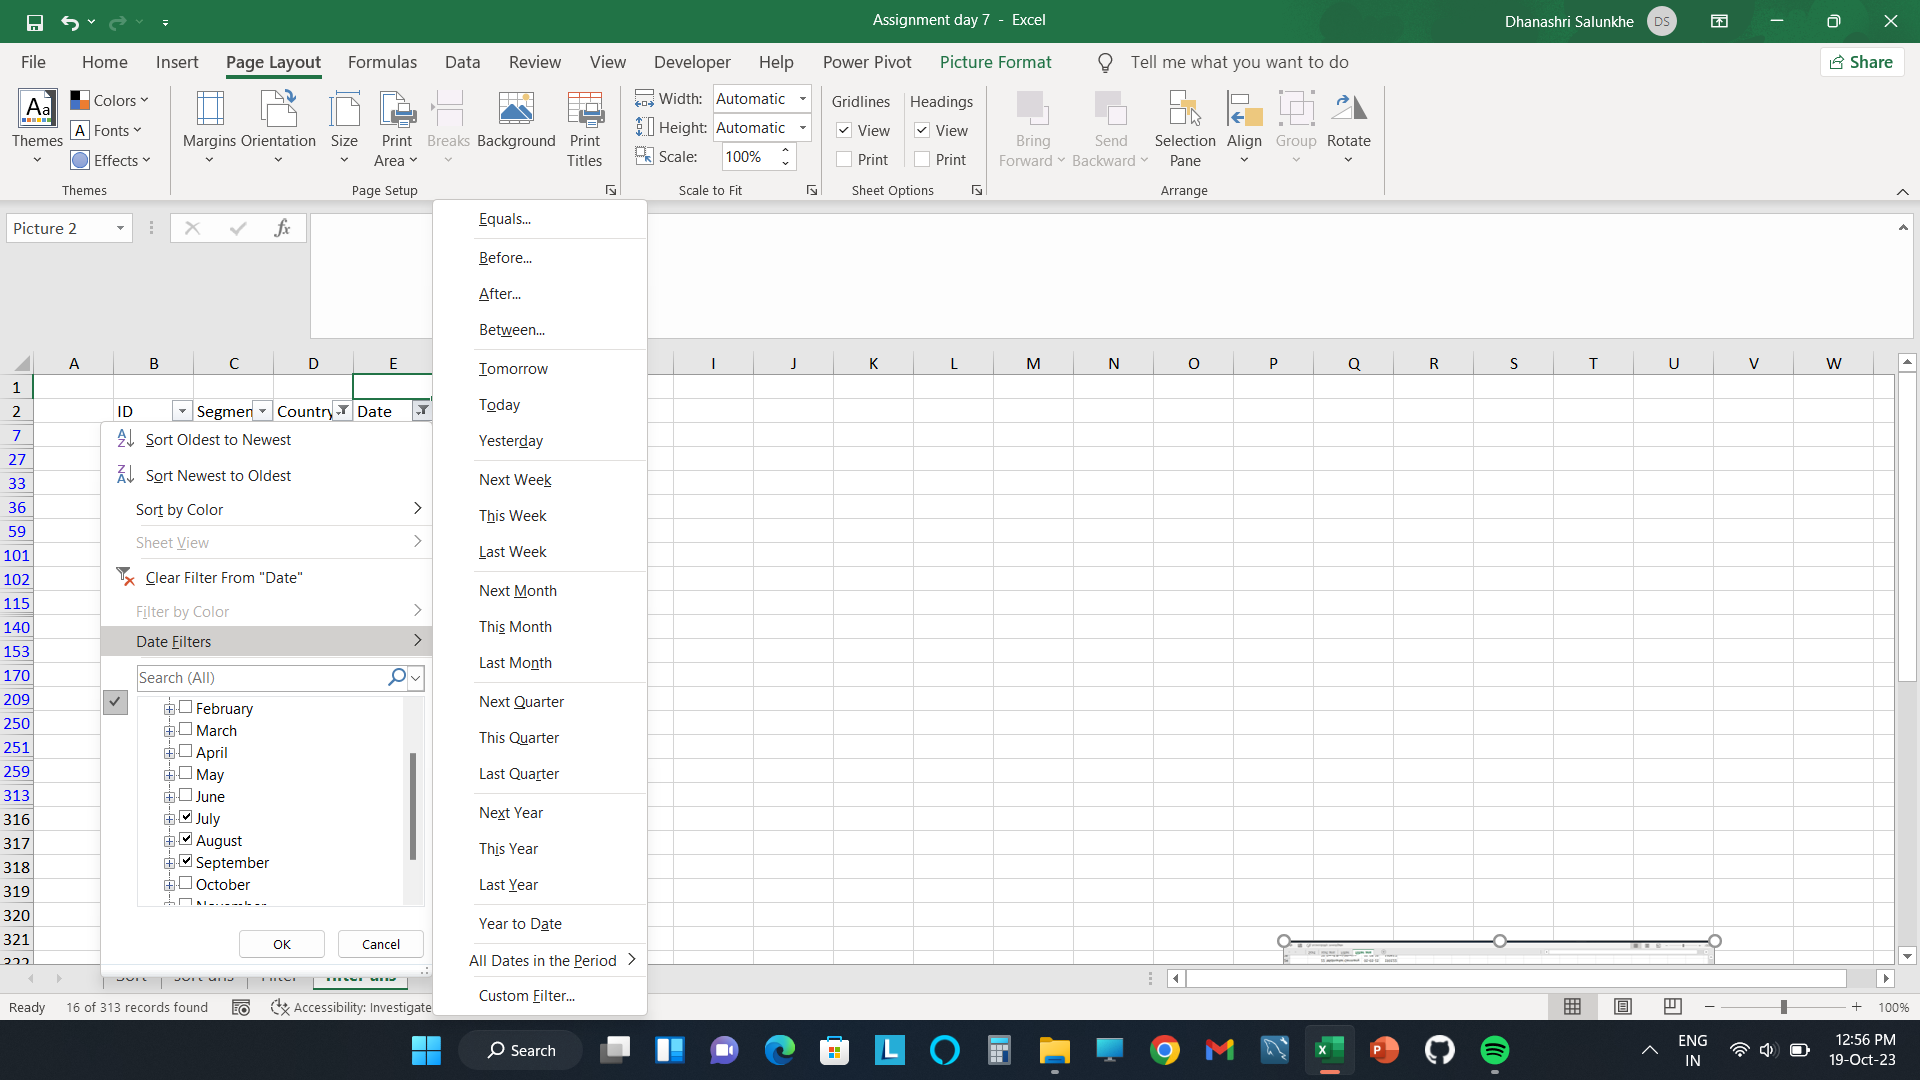 Assignment day 7 - Excel
Dhanashri Salunkhe DS
File Home Insert Page Layout Formulas Data Review View Developer Help Power Pivot Picture Format Tell me what you want to do Share
Aa Themes
Colors
Fonts
Effects
Themes
Margins Orientation Size Print Area Breaks Background Print Titles
Page Setup
Width: Automatic
Height: Automatic
Scale: 100%
Scale to Fit
Gridlines Headings
View View
Print Print
Sheet Options
Bring Forward Send Backward Selection Pane Align Group Rotate
Arrange
Picture 2 fx
A B C D E I J K L M N O P Q R S T U V W
1
2 ID Segmen Country Date
7
27
33
36
59
101
102
115
140
153
170
209
250
251
259
313
316
317
318
319
320
321
322
Sort Oldest to Newest
Sort Newest to Oldest
Sort by Color
Sheet View
Clear Filter From "Date"
Filter by Color
Date Filters
Search (All)
February
March
April
May
June
July
August
September
October
November
OK Cancel
Equals...
Before...
After...
Between...
Tomorrow
Today
Yesterday
Next Week
This Week
Last Week
Next Month
This Month
Last Month
Next Quarter
This Quarter
Last Quarter
Next Year
This Year
Last Year
Year to Date
All Dates in the Period
Custom Filter...
Ready 16 of 313 records found Accessibility: Investigate 100%
Search
ENG
IN
12:56 PM
19-Oct-23